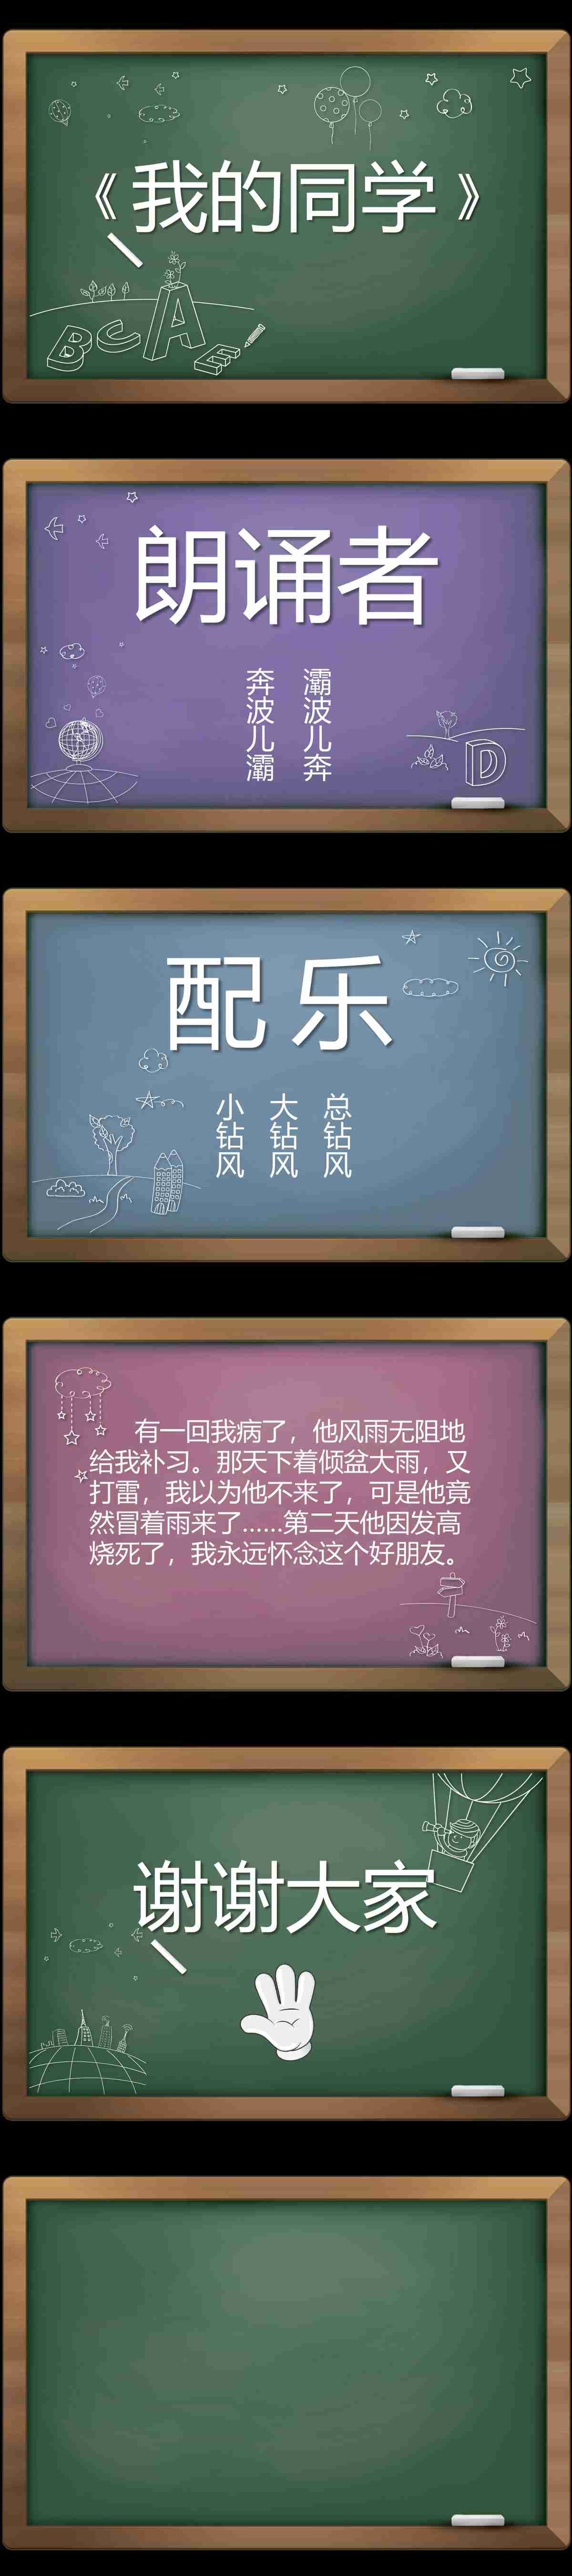 《我的同学》
B C A E
朗诵者
奔波儿灞
灞波儿奔
D
配乐
小钻风
大钻风
总钻风
有一回我病了，他风雨无阻地
给我补习。那天下着倾盆大雨，又
打雷，我以为他不来了，可是他竟
然冒着雨来了……第二天他因发高
烧死了，我永远怀念这个好朋友。
谢谢大家